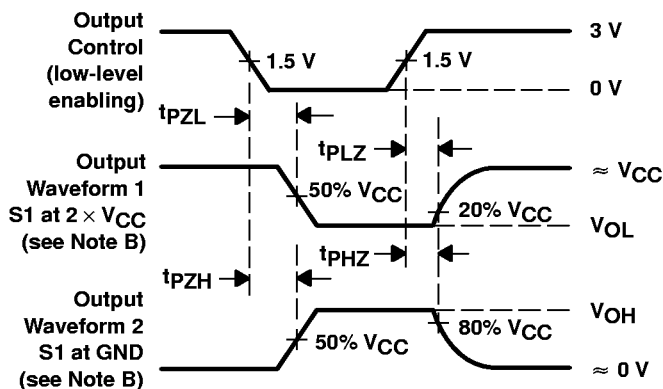 Output
Control
(low-level
enabling)
1.5 V
1.5 V
3 V
0 V
tPZL
tPLZ
Output
Waveform 1
S1 at 2 × VCC
(see Note B)
50% VCC
20% VCC
≈ VCC
VOL
tPZH
tPHZ
Output
Waveform 2
S1 at GND
(see Note B)
50% VCC
80% VCC
VOH
≈ 0 V